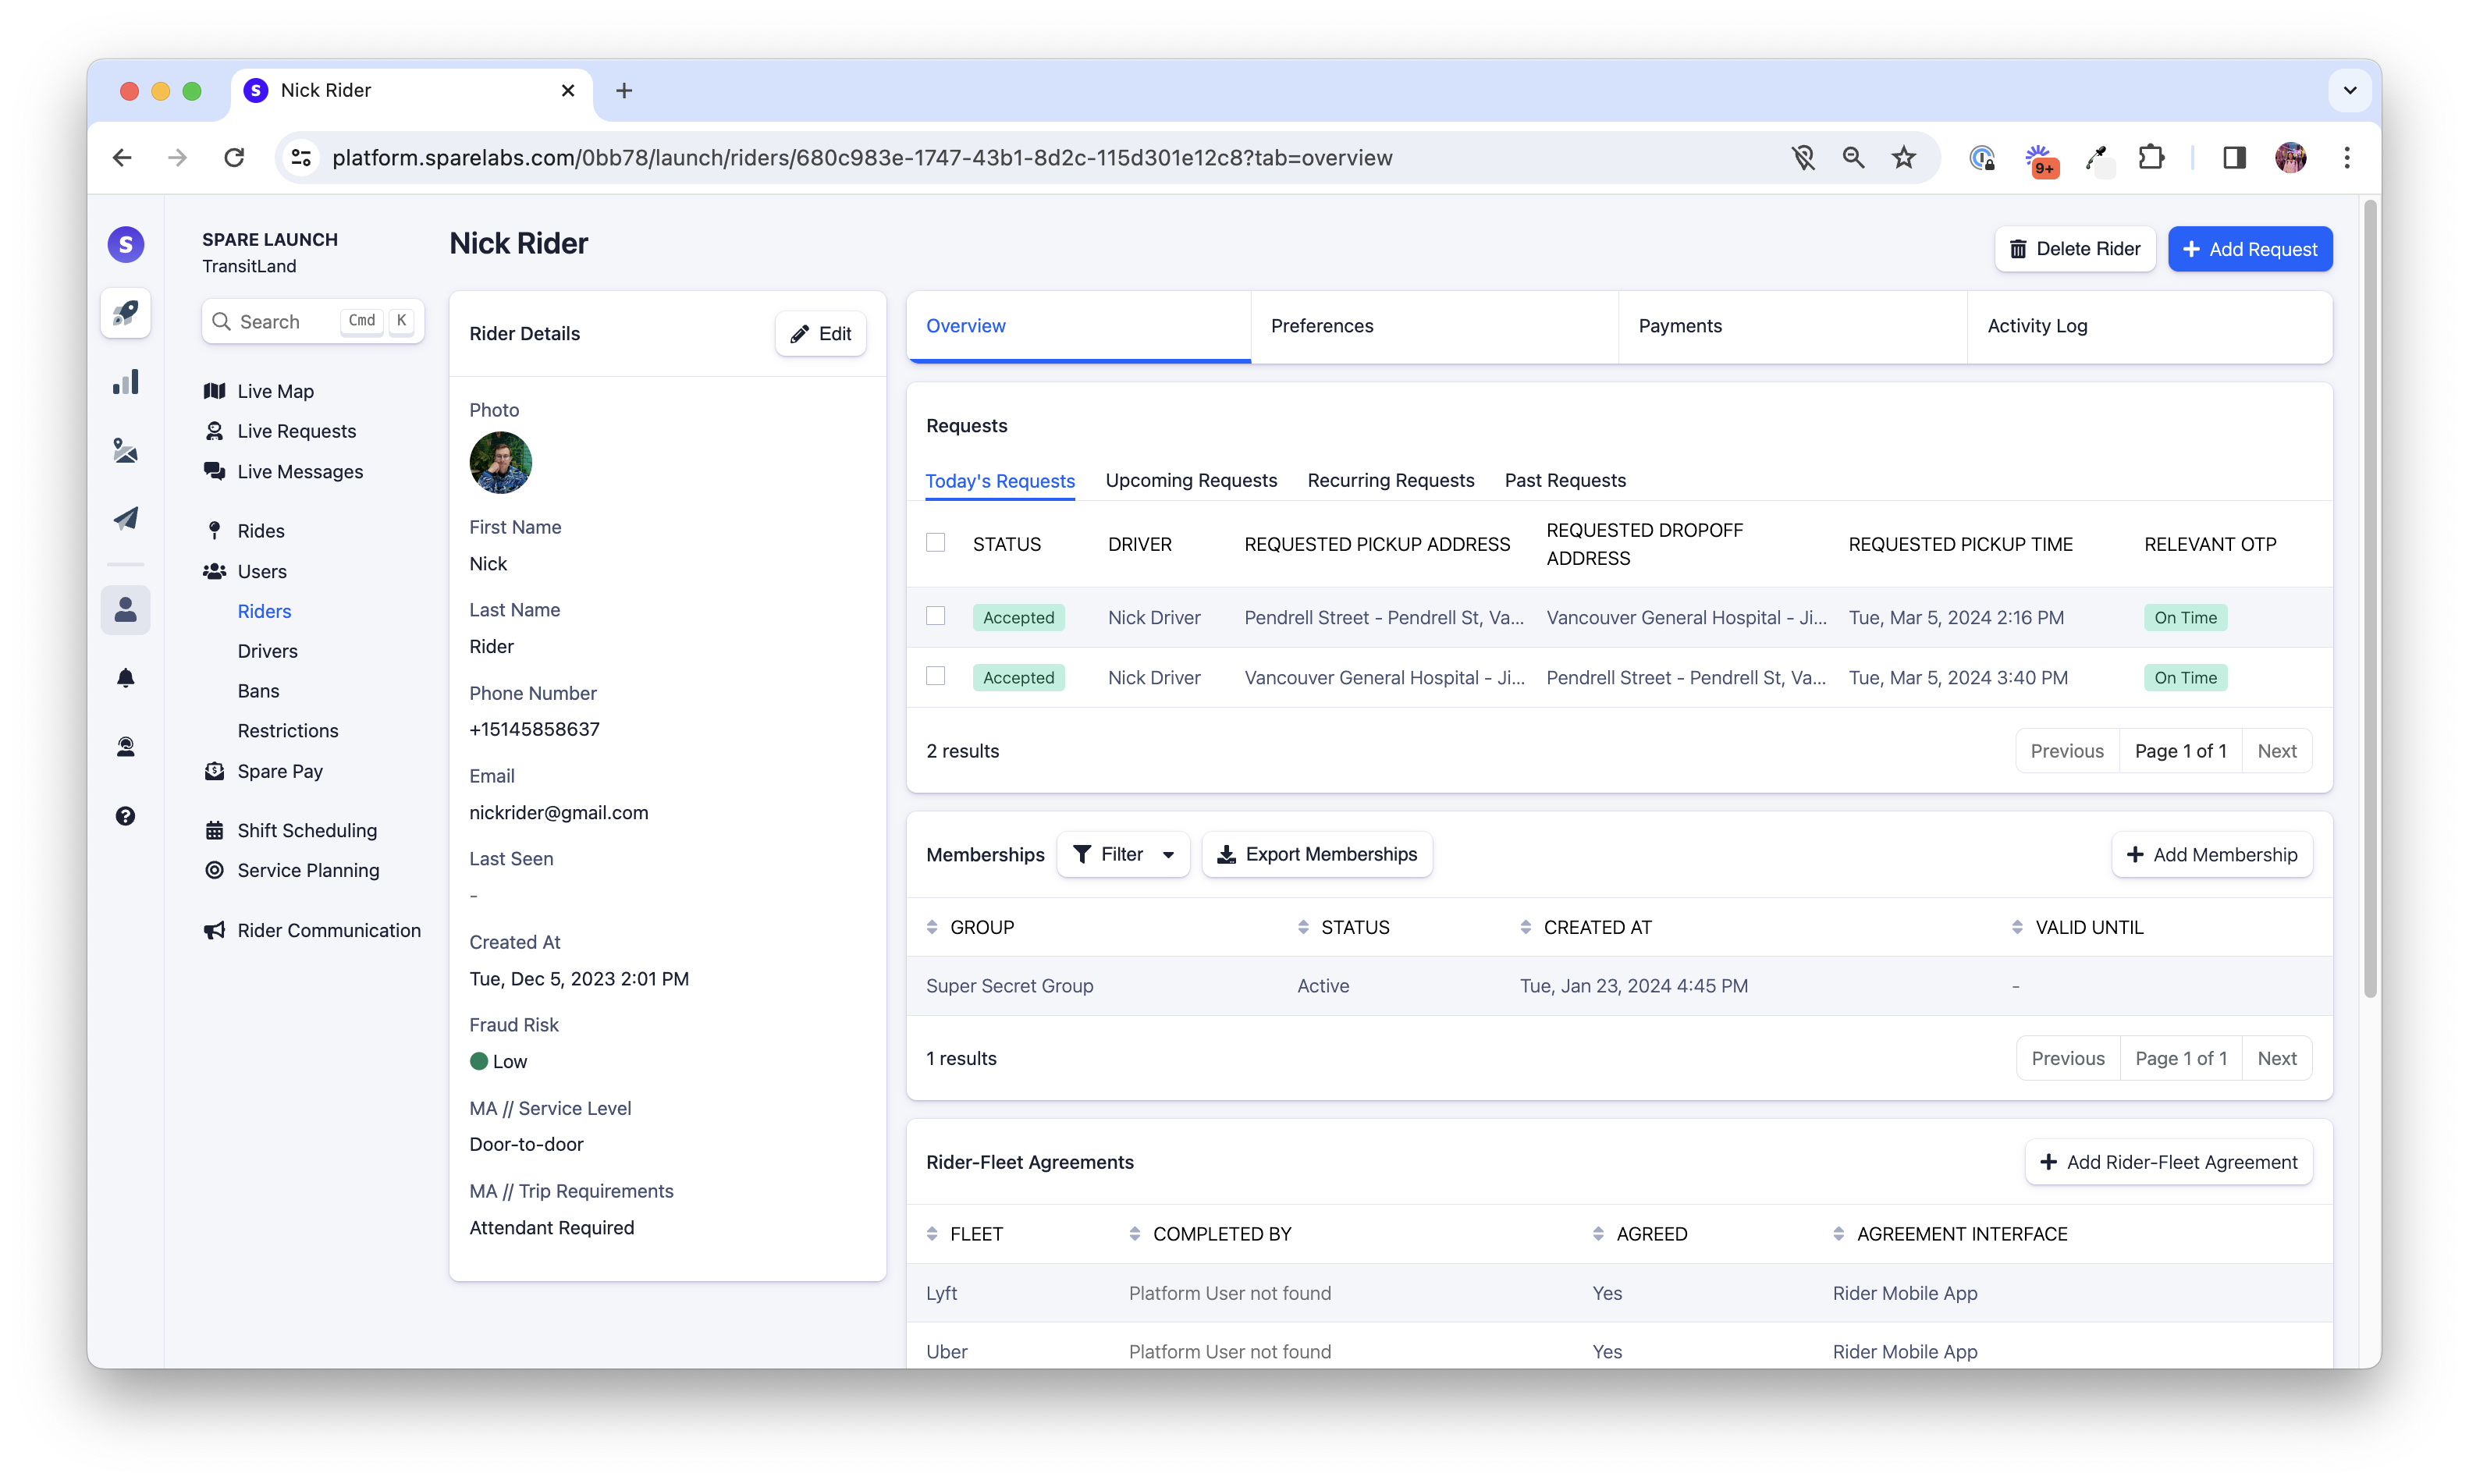 Nick Rider
platform.sparelabs.com/0bb78/launch/riders/680c983e-1747-43b1-8d2c-115d301e12c8?tab=overview
9+
S
SPARE LAUNCH
TransitLand
Search Cmd K
Live Map
Live Requests
Live Messages
Rides
Users
Riders
Drivers
Bans
Restrictions
Spare Pay
Shift Scheduling
Service Planning
Rider Communication
Nick Rider
Delete Rider
Add Request
Rider Details
Edit
Photo
First Name
Nick
Last Name
Rider
Phone Number
+15145858637
Email
nickrider@gmail.com
Last Seen
-
Created At
Tue, Dec 5, 2023 2:01 PM
Fraud Risk
Low
MA // Service Level
Door-to-door
MA // Trip Requirements
Attendant Required
Overview Preferences Payments Activity Log
Requests
Today's Requests Upcoming Requests Recurring Requests Past Requests
STATUS DRIVER REQUESTED PICKUP ADDRESS REQUESTED DROPOFF ADDRESS REQUESTED PICKUP TIME RELEVANT OTP
Accepted Nick Driver Pendrell Street - Pendrell St, Va... Vancouver General Hospital - Ji... Tue, Mar 5, 2024 2:16 PM On Time
Accepted Nick Driver Vancouver General Hospital - Ji... Pendrell Street - Pendrell St, Va... Tue, Mar 5, 2024 3:40 PM On Time
2 results Previous Page 1 of 1 Next
Memberships Filter Export Memberships Add Membership
GROUP STATUS CREATED AT VALID UNTIL
Super Secret Group Active Tue, Jan 23, 2024 4:45 PM -
1 results Previous Page 1 of 1 Next
Rider-Fleet Agreements Add Rider-Fleet Agreement
FLEET COMPLETED BY AGREED AGREEMENT INTERFACE
Lyft Platform User not found Yes Rider Mobile App
Uber Platform User not found Yes Rider Mobile App